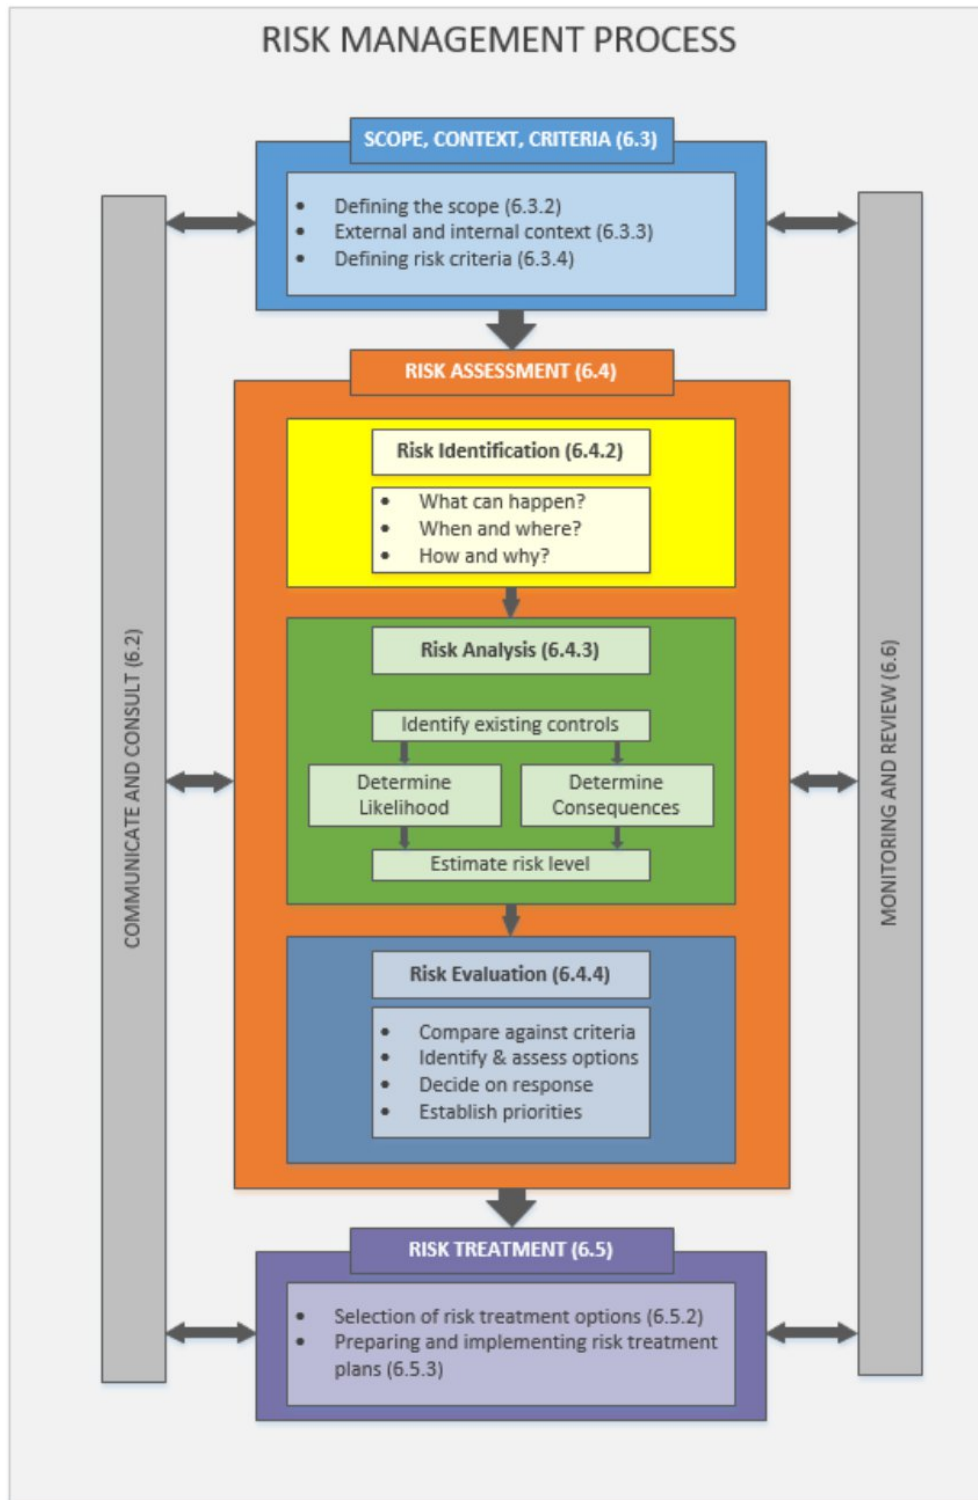 RISK MANAGEMENT PROCESS
SCOPE, CONTEXT, CRITERIA (6.3)
• Defining the scope (6.3.2)
• External and internal context (6.3.3)
• Defining risk criteria (6.3.4)
RISK ASSESSMENT (6.4)
Risk Identification (6.4.2)
• What can happen?
• When and where?
• How and why?
COMMUNICATE AND CONSULT (6.2)
MONITORING AND REVIEW (6.6)
Risk Analysis (6.4.3)
Identify existing controls
Determine
Likelihood
Determine
Consequences
Estimate risk level
Risk Evaluation (6.4.4)
• Compare against criteria
• Identify & assess options
• Decide on response
• Establish priorities
RISK TREATMENT (6.5)
• Selection of risk treatment options (6.5.2)
• Preparing and implementing risk treatment
plans (6.5.3)